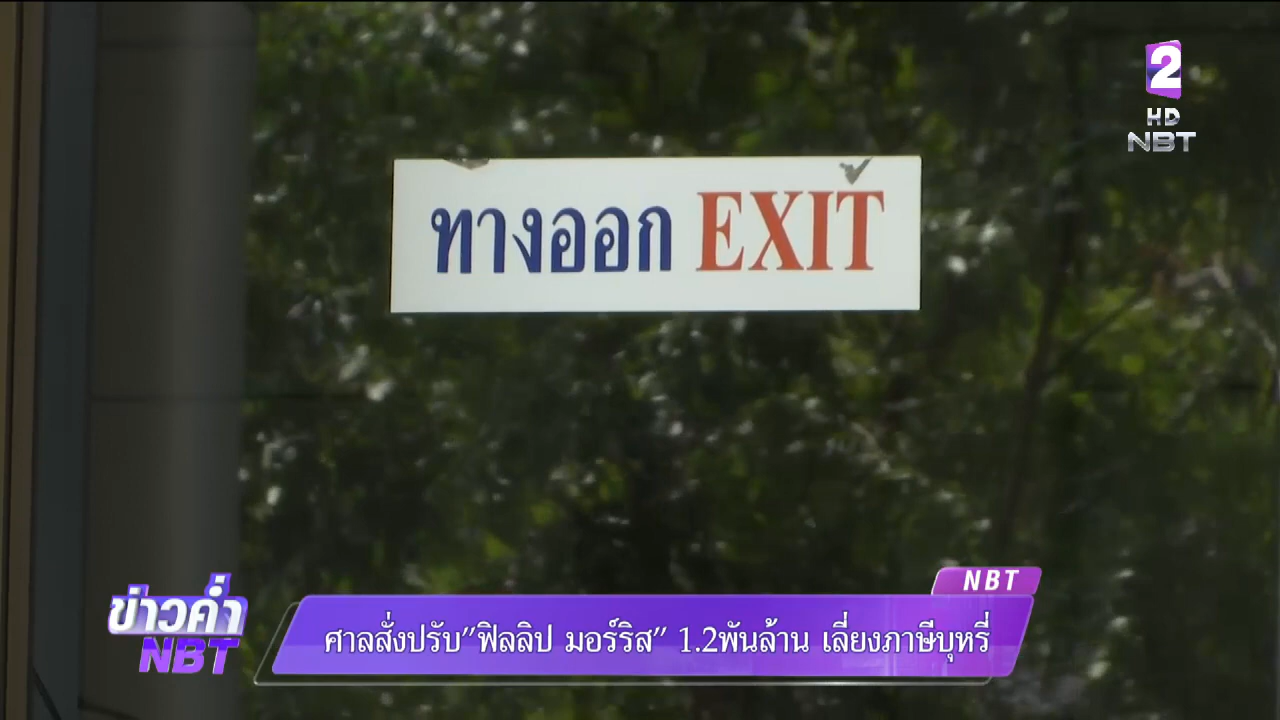 2
HD
NBT
ทางออก EXIT
NBT
ข่าวค่ำ
NBT
ศาลสั่งปรับ"ฟิลลิป มอร์ริส" 1.2พันล้าน เลี่ยงภาษีบุหรี่